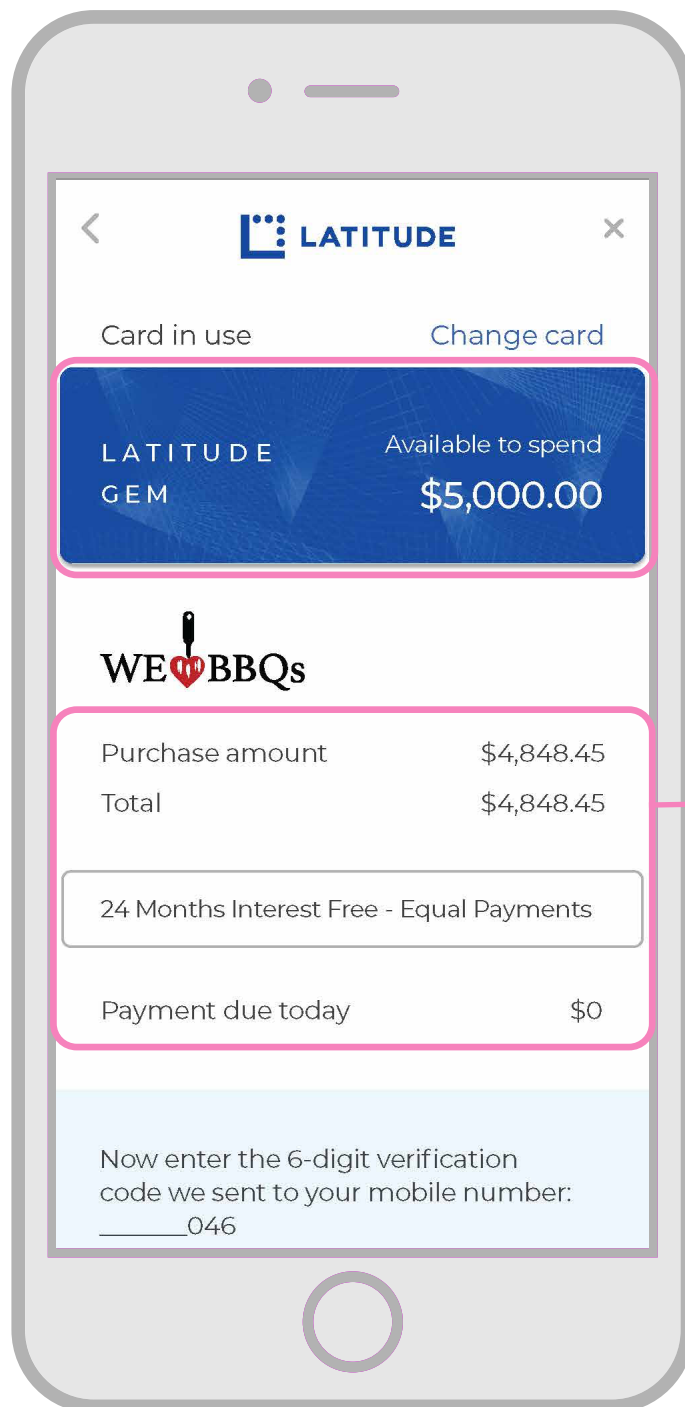 LATITUDE
Card in use Change card
LATITUDE Available to spend
GEM $5,000.00
WE BBQs
Purchase amount $4,848.45
Total $4,848.45
24 Months Interest Free - Equal Payments
Payment due today $0
Now enter the 6-digit verification
code we sent to your mobile number:
______046